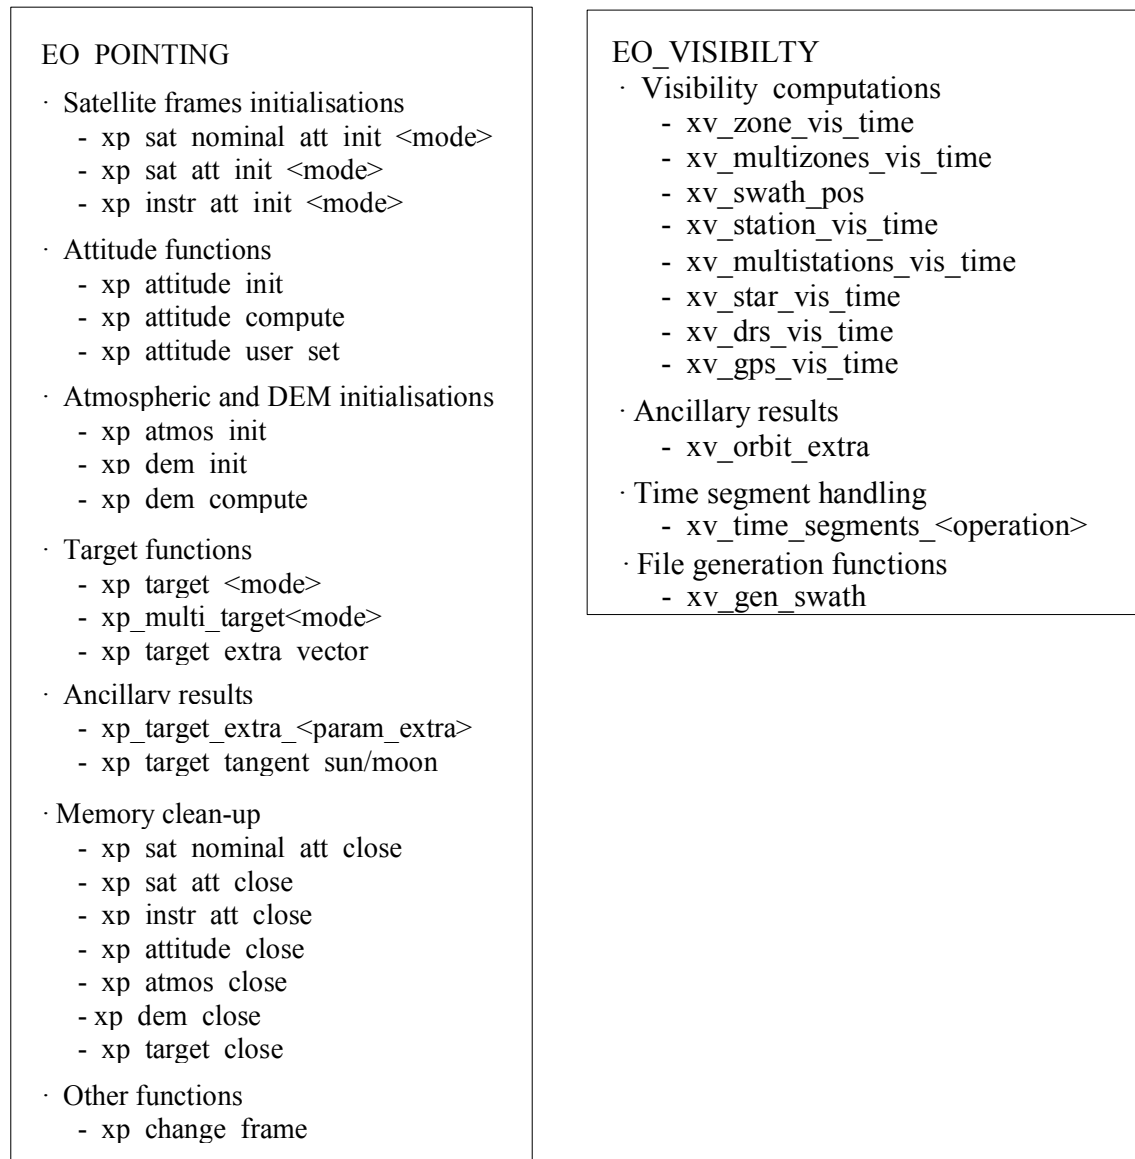 EO POINTING
· Satellite frames initialisations
- xp sat nominal att init <mode>
- xp sat att init <mode>
- xp instr att init <mode>
· Attitude functions
- xp attitude init
- xp attitude compute
- xp attitude user set
· Atmospheric and DEM initialisations
- xp atmos init
- xp dem init
- xp dem compute
· Target functions
- xp target <mode>
- xp_multi_target<mode>
- xp target extra vector
· Ancillary results
- xp_target_extra_<param_extra>
- xp target tangent sun/moon
· Memory clean-up
- xp sat nominal att close
- xp sat att close
- xp instr att close
- xp attitude close
- xp atmos close
- xp dem close
- xp target close
· Other functions
- xp change frame
EO_VISIBILTY
· Visibility computations
- xv_zone_vis_time
- xv_multizones_vis_time
- xv_swath_pos
- xv_station_vis_time
- xv_multistations_vis_time
- xv_star_vis_time
- xv_drs_vis_time
- xv_gps_vis_time
· Ancillary results
- xv_orbit_extra
· Time segment handling
- xv_time_segments_<operation>
· File generation functions
- xv_gen_swath